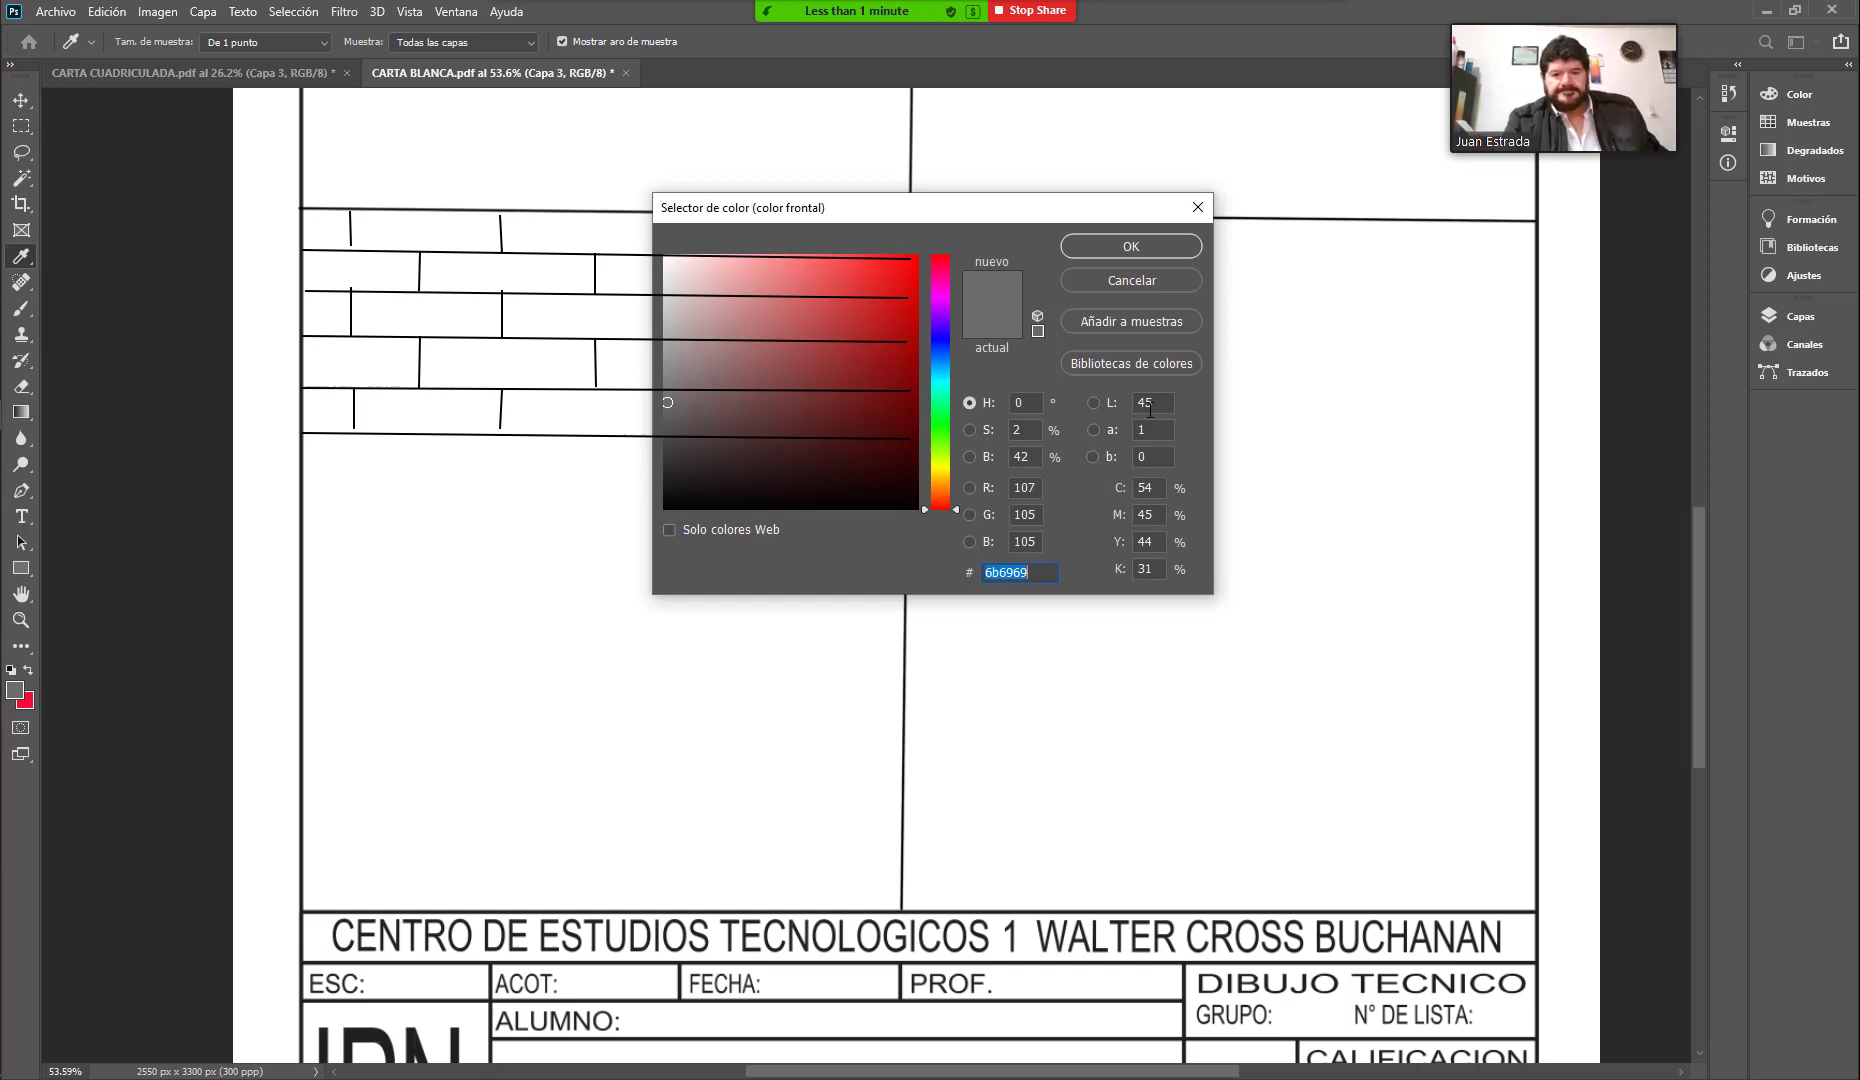 Ps Archivo Edición Imagen Capa Texto Selección Filtro 3D Vista Ventana Ayuda
Less than 1 minute $ Stop Share
Tam. de muestra: De 1 punto Muestra: Todas las capas Mostrar aro de muestra
CARTA CUADRICULADA.pdf al 26.2% (Capa 3, RGB/8) * × CARTA BLANCA.pdf al 53.6% (Capa 3, RGB/8) * ×
Juan Estrada
Color
Muestras
Degradados
Motivos
Formación
Bibliotecas
Ajustes
Capas
Canales
Trazados
Selector de color (color frontal)
nuevo
actual
OK
Cancelar
Añadir a muestras
Bibliotecas de colores
H: 0 ° L: 45
S: 2 % a: 1
B: 42 % b: 0
R: 107 C: 54 %
G: 105 M: 45 %
B: 105 Y: 44 %
# 6b6969 K: 31 %
Solo colores Web
CENTRO DE ESTUDIOS TECNOLOGICOS 1 WALTER CROSS BUCHANAN
ESC: ACOT: FECHA: PROF. DIBUJO TECNICO
GRUPO: N° DE LISTA:
ALUMNO:
IPN
CALIFICACION
53.59% 2550 px x 3300 px (300 ppp)